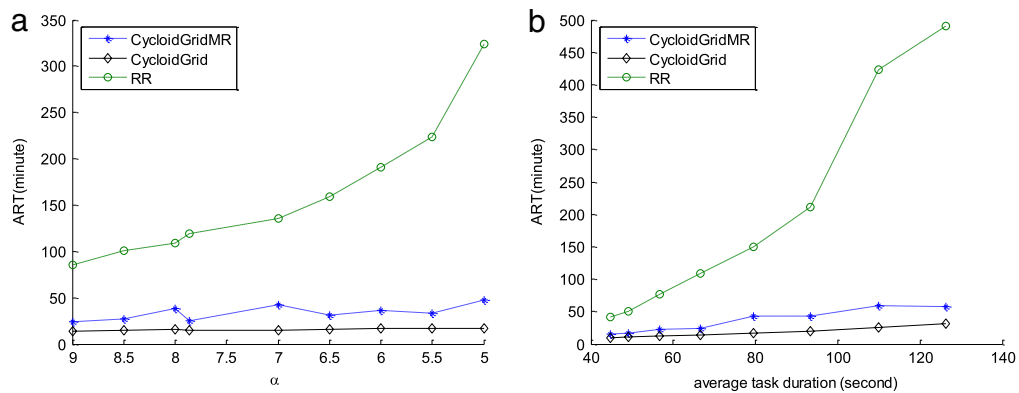 a
350
300
250
200
150
100
50
0
ART(minute)
CycloidGridMR
CycloidGrid
RR
9
8.5
8
7.5
7
6.5
6
5.5
5
α
b
500
450
400
350
300
250
200
150
100
50
0
ART(minute)
CycloidGridMR
CycloidGrid
RR
40
60
80
100
120
140
average task duration (second)